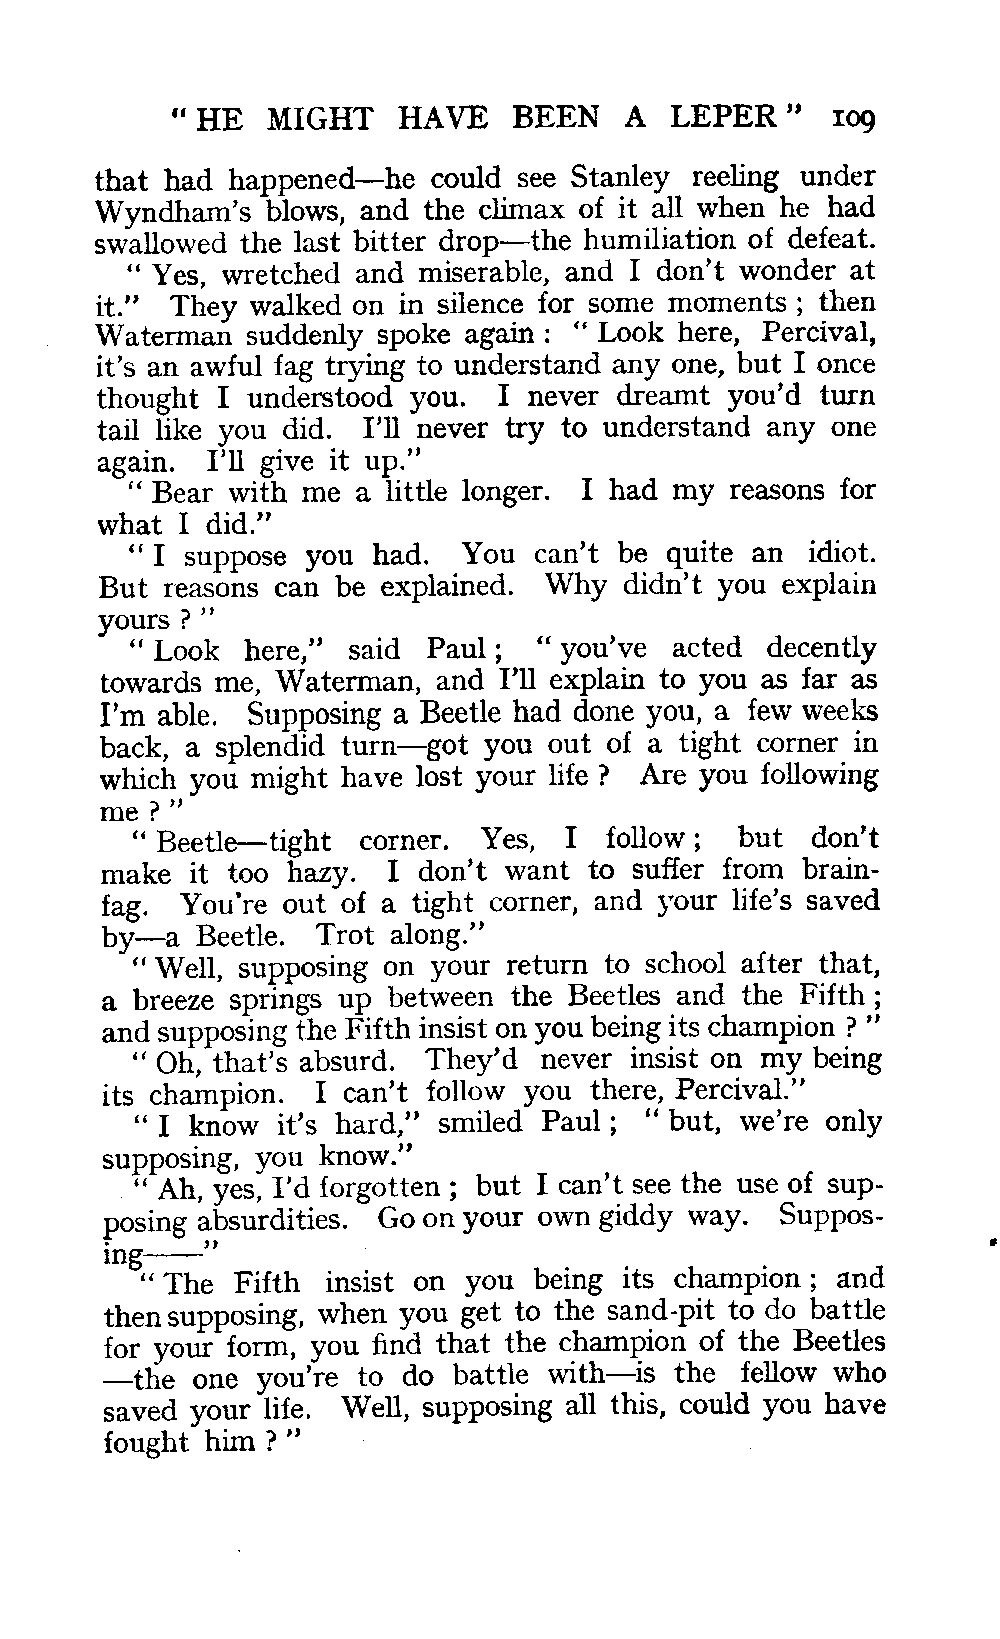 " HE MIGHT HAVE BEEN A LEPER " 109
that had happened—he could see Stanley reeling under
Wyndham's blows, and the climax of it all when he had
swallowed the last bitter drop—the humiliation of defeat.
" Yes, wretched and miserable, and I don't wonder at
it." They walked on in silence for some moments ; then
Waterman suddenly spoke again : " Look here, Percival,
it's an awful fag trying to understand any one, but I once
thought I understood you. I never dreamt you'd turn
tail like you did. I'll never try to understand any one
again. I'll give it up."
" Bear with me a little longer. I had my reasons for
what I did."
" I suppose you had. You can't be quite an idiot.
But reasons can be explained. Why didn't you explain
yours ? "
" Look here," said Paul ; " you've acted decently
towards me, Waterman, and I'll explain to you as far as
I'm able. Supposing a Beetle had done you, a few weeks
back, a splendid turn—got you out of a tight corner in
which you might have lost your life ? Are you following
me ? "
" Beetle—tight corner. Yes, I follow ; but don't
make it too hazy. I don't want to suffer from brain-
fag. You're out of a tight corner, and your life's saved
by—a Beetle. Trot along."
" Well, supposing on your return to school after that,
a breeze springs up between the Beetles and the Fifth ;
and supposing the Fifth insist on you being its champion ? "
" Oh, that's absurd. They'd never insist on my being
its champion. I can't follow you there, Percival."
" I know it's hard," smiled Paul ; " but, we're only
supposing, you know."
" Ah, yes, I'd forgotten ; but I can't see the use of sup-
posing absurdities. Go on your own giddy way. Suppos-
ing——"
" The Fifth insist on you being its champion ; and
then supposing, when you get to the sand-pit to do battle
for your form, you find that the champion of the Beetles
—the one you're to do battle with—is the fellow who
saved your life. Well, supposing all this, could you have
fought him ? "